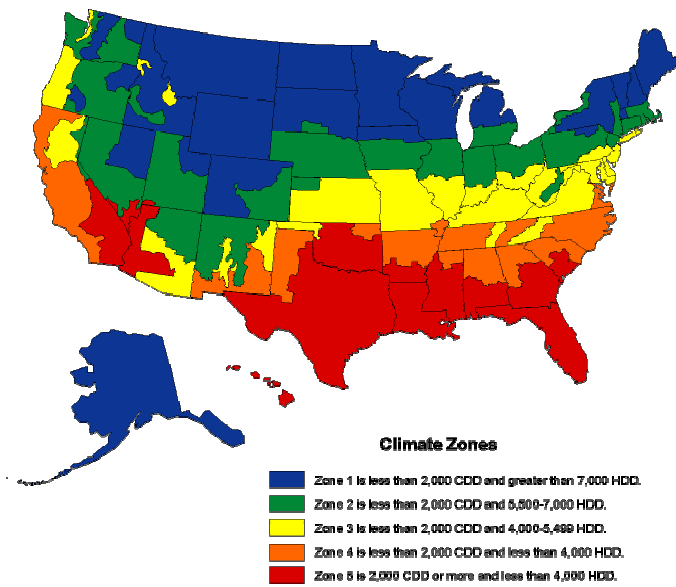 Climate Zones
Zone 1 is less than 2,000 CDD and greater than 7,000 HDD.
Zone 2 is less than 2,000 CDD and 5,500-7,000 HDD.
Zone 3 is less than 2,000 CDD and 4,000-5,499 HDD.
Zone 4 is less than 2,000 CDD and less than 4,000 HDD.
Zone 5 is 2,000 CDD or more and less than 4,000 HDD.